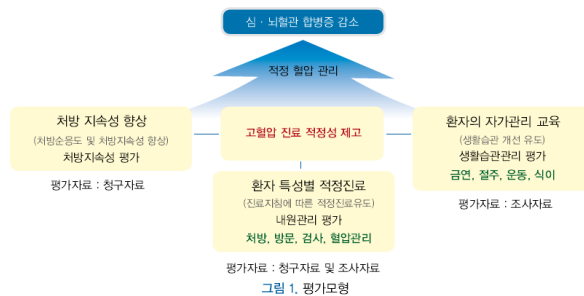 심·뇌혈관 합병증 감소
적정 혈압 관리
처방 지속성 향상
(처방순응도 및 처방지속성 향상)
처방지속성 평가
평가자료 : 청구자료
고혈압 진료 적정성 제고
환자의 자가관리 교육
(생활습관 개선 유도)
생활습관관리 평가
금연, 절주, 운동, 식이
평가자료 : 조사자료
환자 특성별 적정진료
(진료지침에 따른 적정진료유도)
내원관리 평가
처방, 방문, 검사, 혈압관리
평가자료 : 청구자료 및 조사자료
그림 1. 평가모형